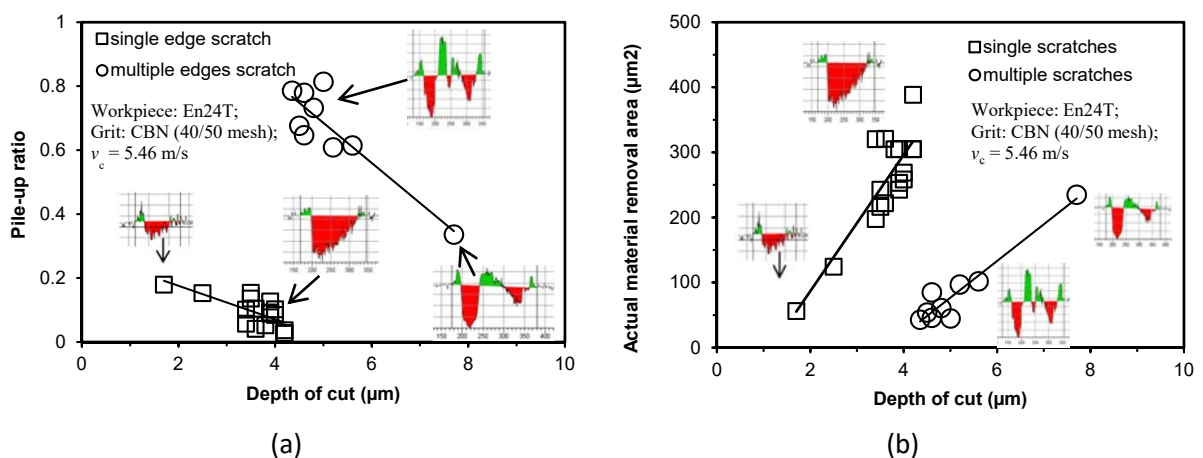 1
0.8
0.6
0.4
0.2
0
Pile-up ratio
single edge scratch
multiple edges scratch
Workpiece: En24T;
Grit: CBN (40/50 mesh);
vc = 5.46 m/s
0 2 4 6 8 10
Depth of cut (µm)
(a)
500
400
300
200
100
0
Actual material removal area (µm2)
single scratches
multiple scratches
Workpiece: En24T;
Grit: CBN (40/50 mesh);
vc = 5.46 m/s
0 2 4 6 8 10
Depth of cut (µm)
(b)